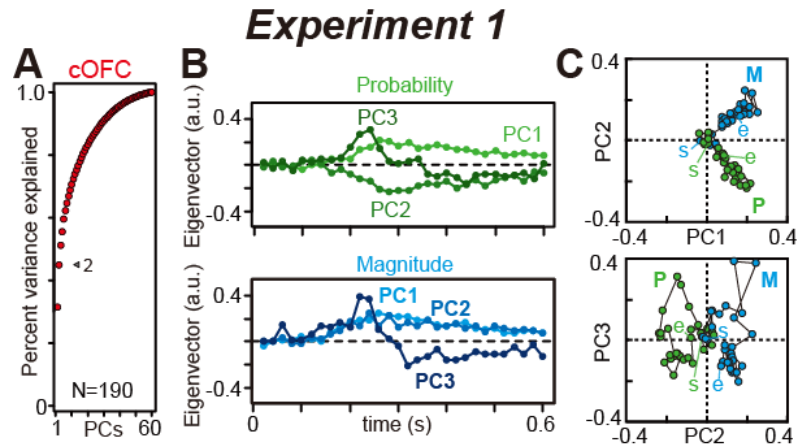 Experiment 1
A
cOFC
Percent variance explained
1.0
0
2
N=190
1
PCs
60
B
Probability
Eigenvector (a.u.)
0.4
-0.4
PC3
PC1
PC2
Magnitude
Eigenvector (a.u.)
0.4
-0.4
PC1
PC2
PC3
0
time (s)
0.6
C
0.4
PC2
-0.4
M
e
s
e
s
P
-0.4
PC1
0.4
0.4
PC3
-0.4
P
M
e
s
s
e
-0.4
PC2
0.4